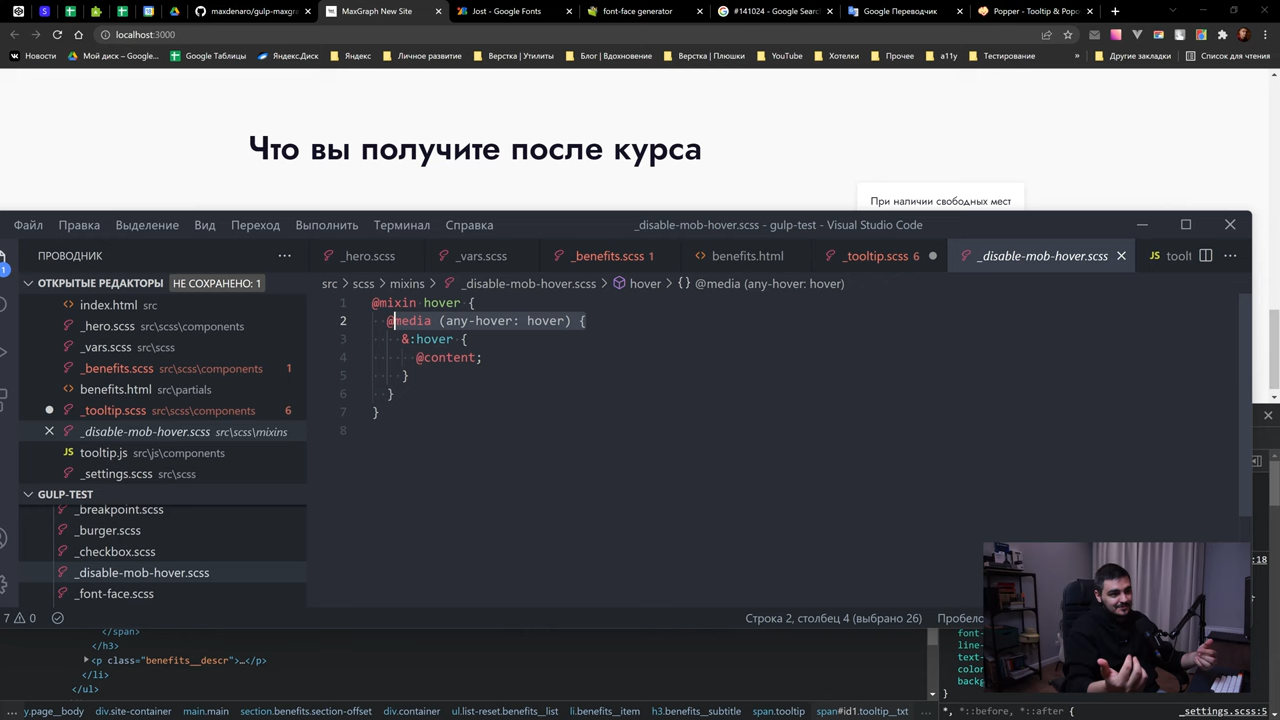 maxdenaro/gulp-maxgr
MaxGraph New Site
Jost - Google Fonts
font-face generator
#141024 - Google Searc
Google Переводчик
Popper - Tooltip & Popo
localhost:3000
Новости
Мой диск – Google...
Google Таблицы
Яндекс.Диск
Яндекс
Личное развитие
Верстка | Утилиты
Блог | Вдохновение
Верстка | Плюшки
YouTube
Хотелки
Прочее
a11y
Тестирование
»
Другие закладки
Список для чтения
Что вы получите после курса
При наличии свободных мест
Файл Правка Выделение Вид Переход Выполнить Терминал Справка
_disable-mob-hover.scss - gulp-test - Visual Studio Code
ПРОВОДНИК
_hero.scss
_vars.scss
_benefits.scss 1
benefits.html
_tooltip.scss 6
_disable-mob-hover.scss
toolt
ОТКРЫТЫЕ РЕДАКТОРЫ НЕ СОХРАНЕНО: 1
index.html
_hero.scss src\scss\components
_vars.scss src\scss
_benefits.scss src\scss\components 1
benefits.html src\partials
_tooltip.scss src\scss\components 6
_disable-mob-hover.scss src\scss\mixins
tooltip.js src\js\components
_settings.scss src\scss
GULP-TEST
_breakpoint.scss
_burger.scss
_checkbox.scss
_disable-mob-hover.scss
_font-face.scss
src > scss > mixins > _disable-mob-hover.scss > hover > {} @media (any-hover: hover)
1 @mixin hover {
2 @media (any-hover: hover) {
3 &:hover {
4 @content;
5 }
6 }
7 }
8
7 0
Строка 2, столбец 4 (выбрано 26)
Пробело
:18
</span>
</h3>
<p class="benefits__descr">…</p>
</li>
</ul>
font-
line-
text-
color
backg
}
y.page__body div.site-container main.main section.benefits.section-offset div.container ul.list-reset.benefits__list li.benefits__item h3.benefits__subtitle span.tooltip span#id1.tooltip__txt
*, *::before, *::after {
_settings.scss:5